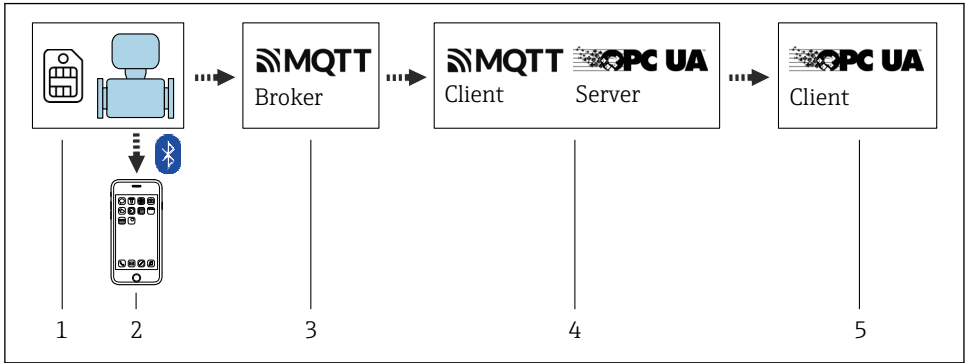 MQTT
Broker
MQTT OPC UA
Client Server
OPC UA
Client
1 2 3 4 5